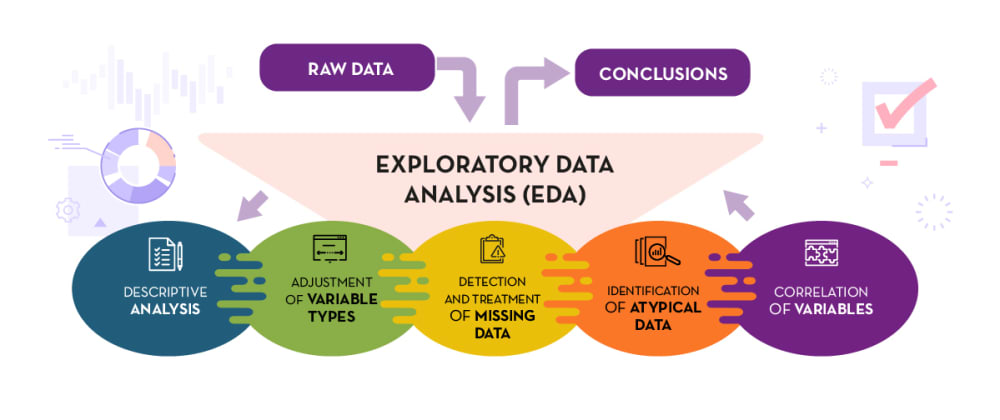 RAW DATA
CONCLUSIONS
EXPLORATORY DATA
ANALYSIS (EDA)
DESCRIPTIVE
ANALYSIS
ADJUSTMENT
OF VARIABLE
TYPES
DETECTION
AND TREATMENT
OF MISSING
DATA
IDENTIFICATION
OF ATYPICAL
DATA
CORRELATION
OF VARIABLES